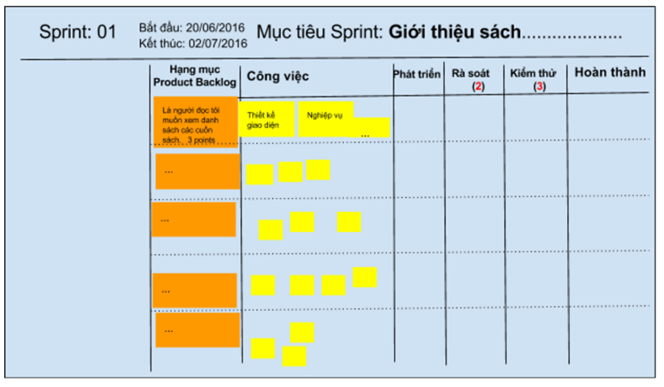 Sprint: 01
Bắt đầu: 20/06/2016
Kết thúc: 02/07/2016
Mục tiêu Sprint: Giới thiệu sách....................
Hạng mục
Product Backlog
Công việc
Phát triển
Rà soát
(2)
Kiểm thử
(3)
Hoàn thành
Là người đọc tôi
muốn xem danh
sách các cuốn
sách. 3 points
Thiết kế
giao diện
Nghiệp vụ
...
...
...
...
...